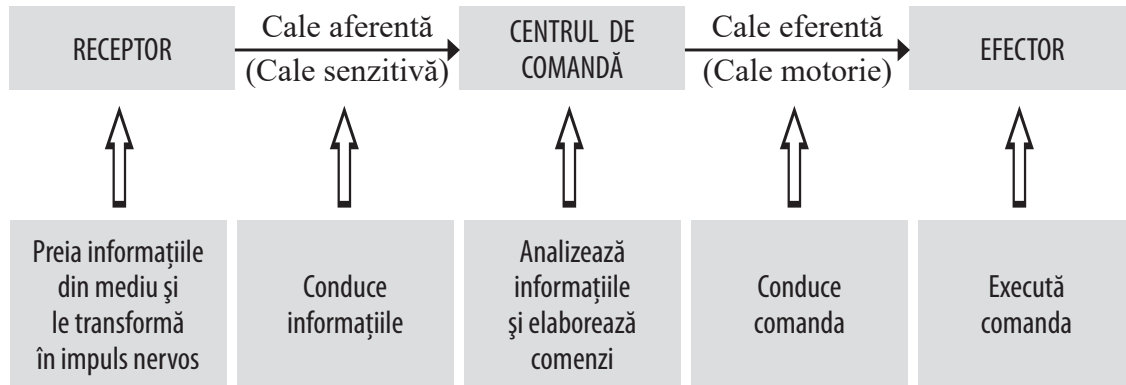 RECEPTOR
Cale aferentă
(Cale senzitivă)
CENTRUL DE
COMANDĂ
Cale eferentă
(Cale motorie)
EFECTOR
Preia informațiile
din mediu şi
le transformă
în impuls nervos
Conduce
informațiile
Analizează
informațiile
şi elaborează
comenzi
Conduce
comanda
Execută
comanda